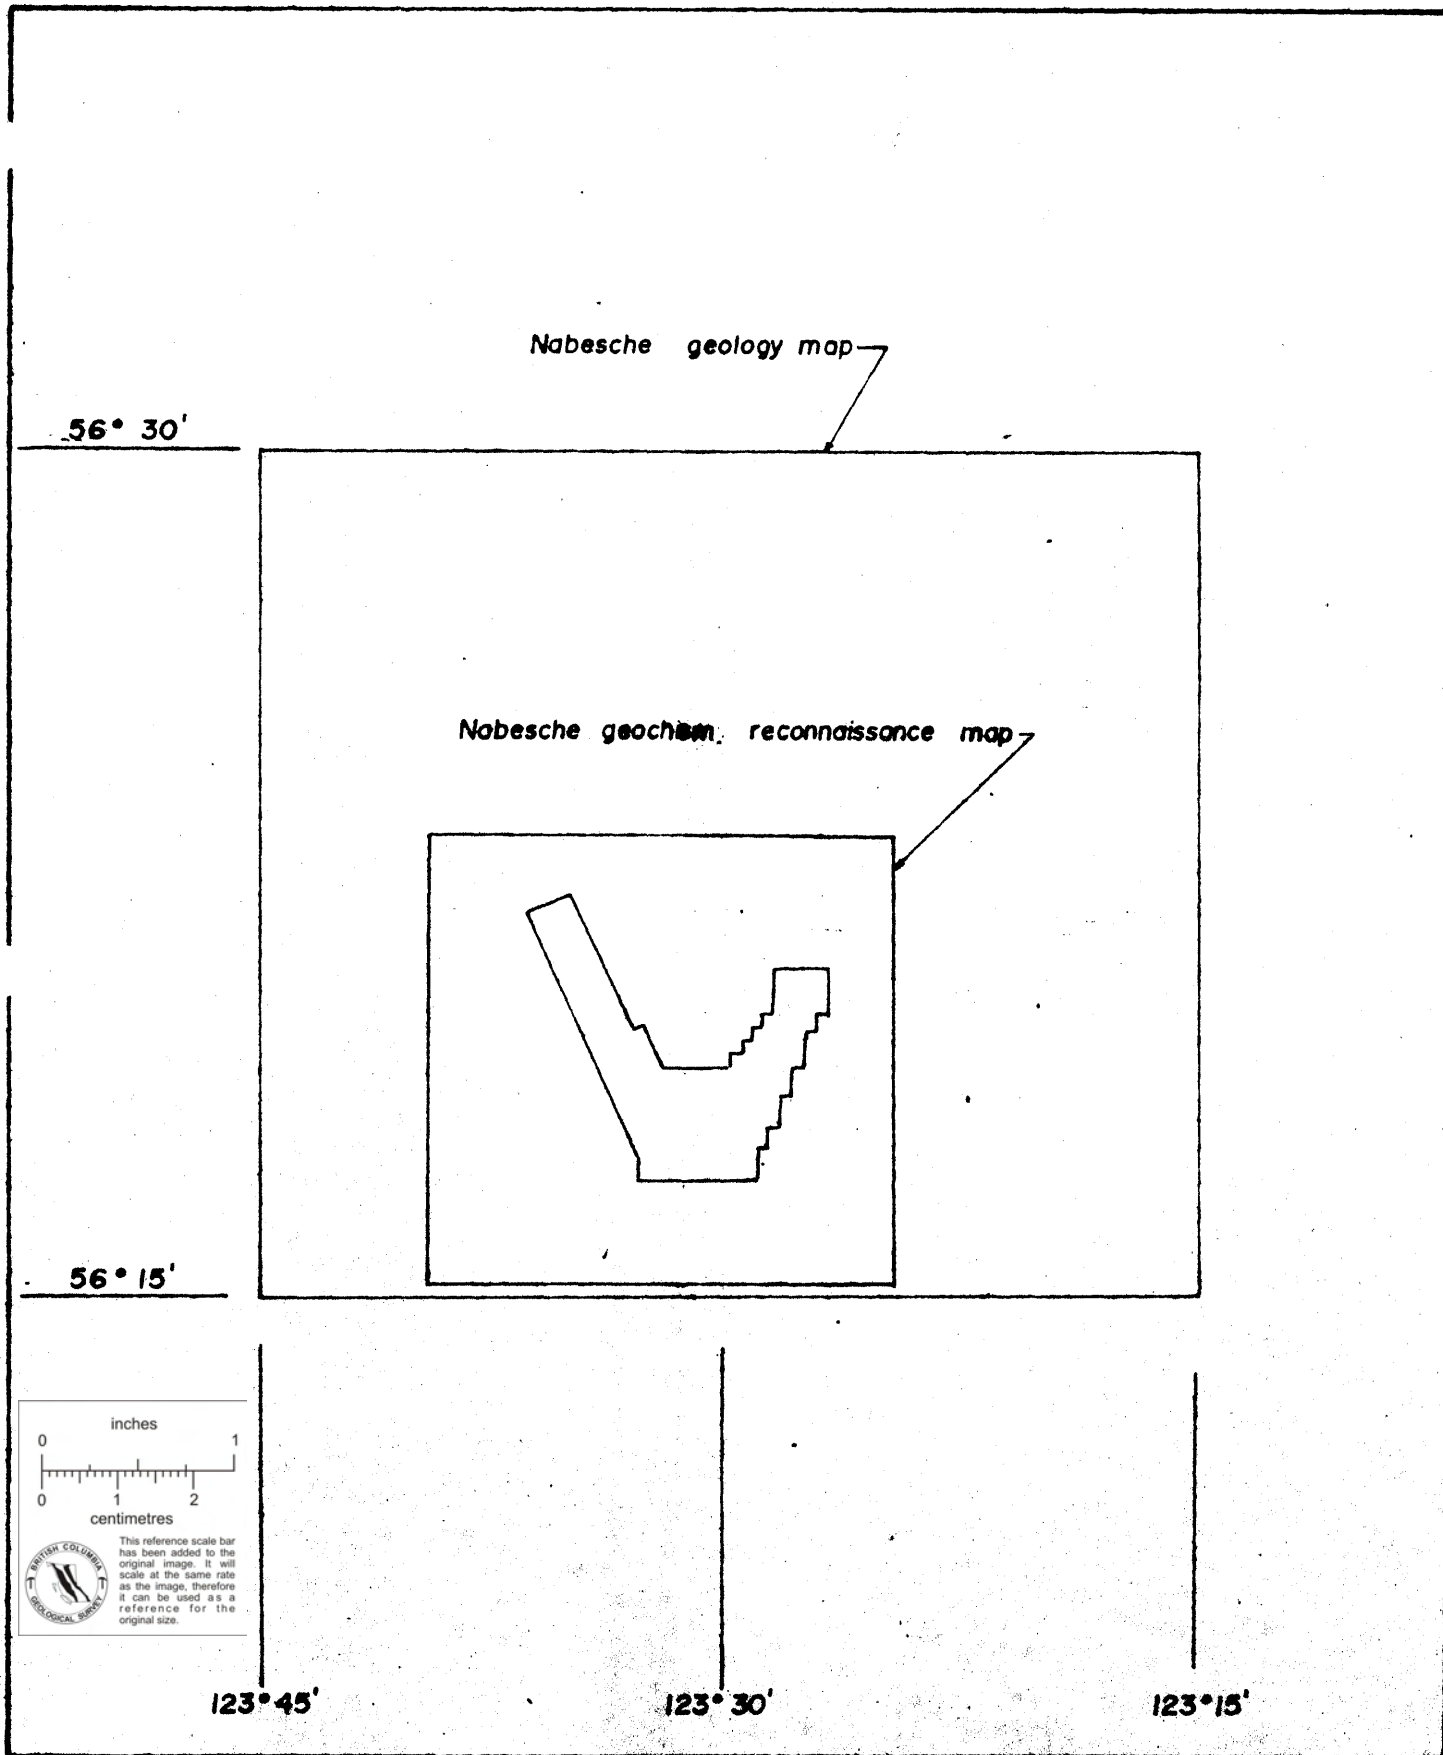 Nabesche geology map
56° 30'
Nabesche geochem. reconnaissance map
56° 15'
inches
0 1
0 1 2
centimetres
This reference scale bar
has been added to the
original image. It will
scale at the same rate
as the image, therefore
it can be used as a
reference for the
original size.
BRITISH COLUMBIA
GEOLOGICAL SURVEY
123° 45' 123° 30' 123° 15'